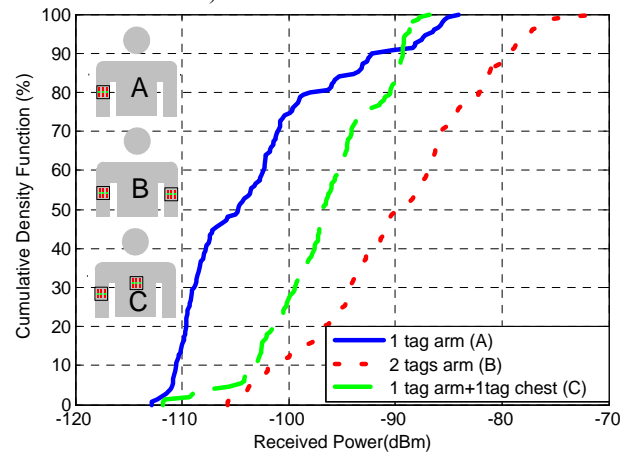 100
90
80
70
60
50
40
30
20
10
0
Cumulative Density Function (%)
A
B
C
1 tag arm (A)
2 tags arm (B)
1 tag arm+1tag chest (C)
-120
-110
-100
-90
-80
-70
Received Power(dBm)